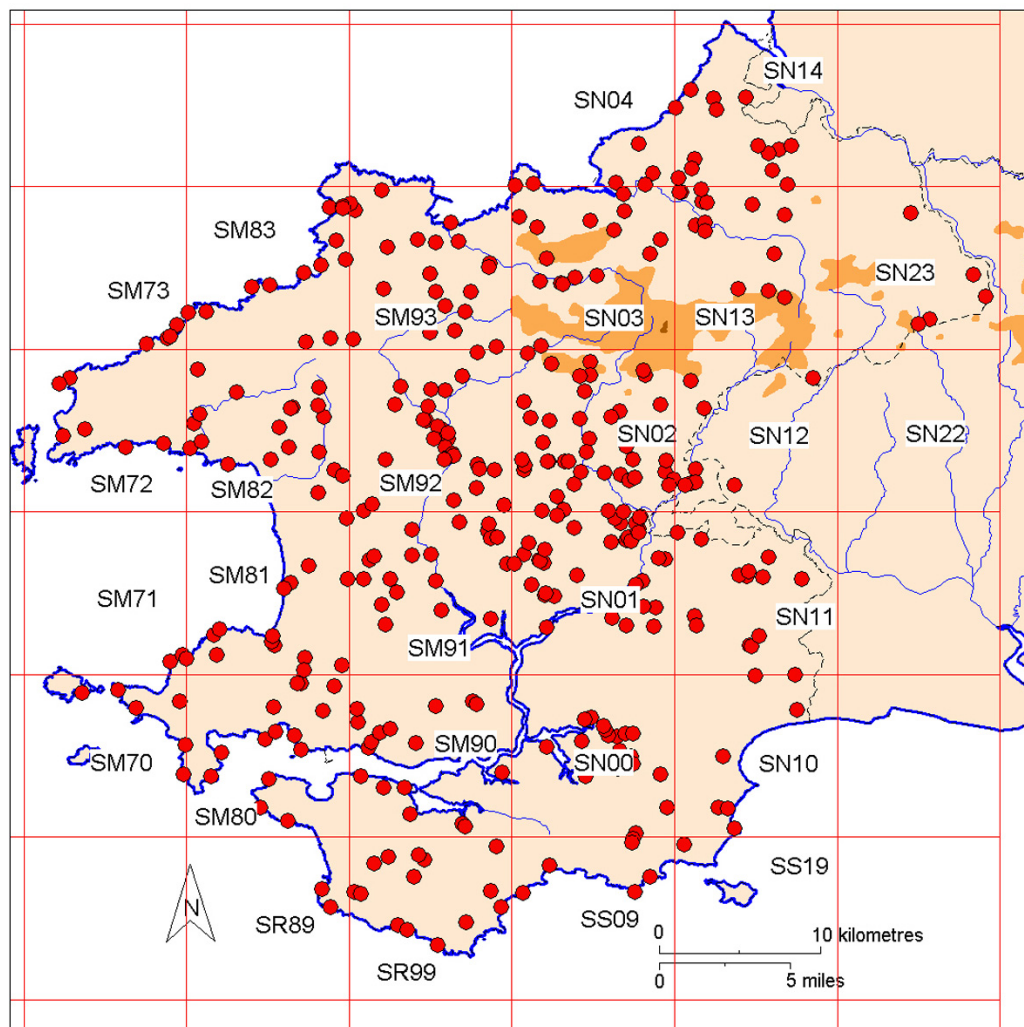 SN14
SN04
SM83
SN23
SM73
SM93
SN03
SN13
SN02
SN12
SN22
SM72
SM82
SM92
SM81
SM71
SN01
SN11
SM91
SM90
SM70
SN00
SN10
SM80
SS19
N
SR89
SS09
SR99
0 10 kilometres
0 5 miles